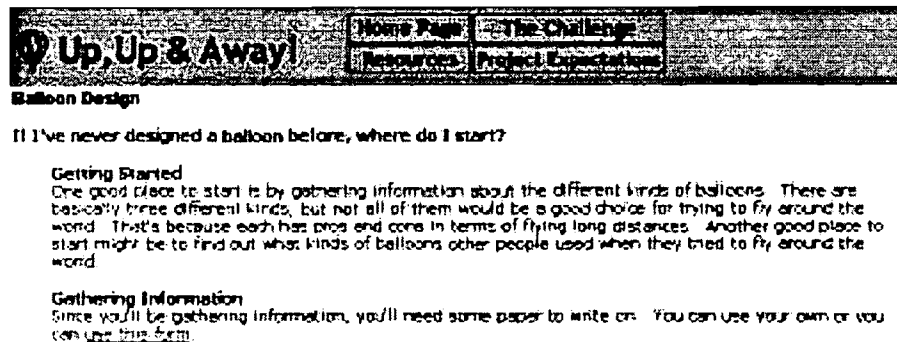 Up, Up & Away!
Home Page
The Challenge
Resources
Project Expectations
Balloon Design
If I've never designed a balloon before, where do I start?
Getting Started
One good place to start is by gathering information about the different kinds of balloons. There are
basically three different kinds, but not all of them would be a good choice for trying to fly around the
world. That's because each has pros and cons in terms of flying long distances. Another good place to
start might be to find out what kinds of balloons other people used when they tried to fly around the
world.
Gathering Information
Since you'll be gathering information, you'll need some paper to write on. You can use your own or you
can use this form.